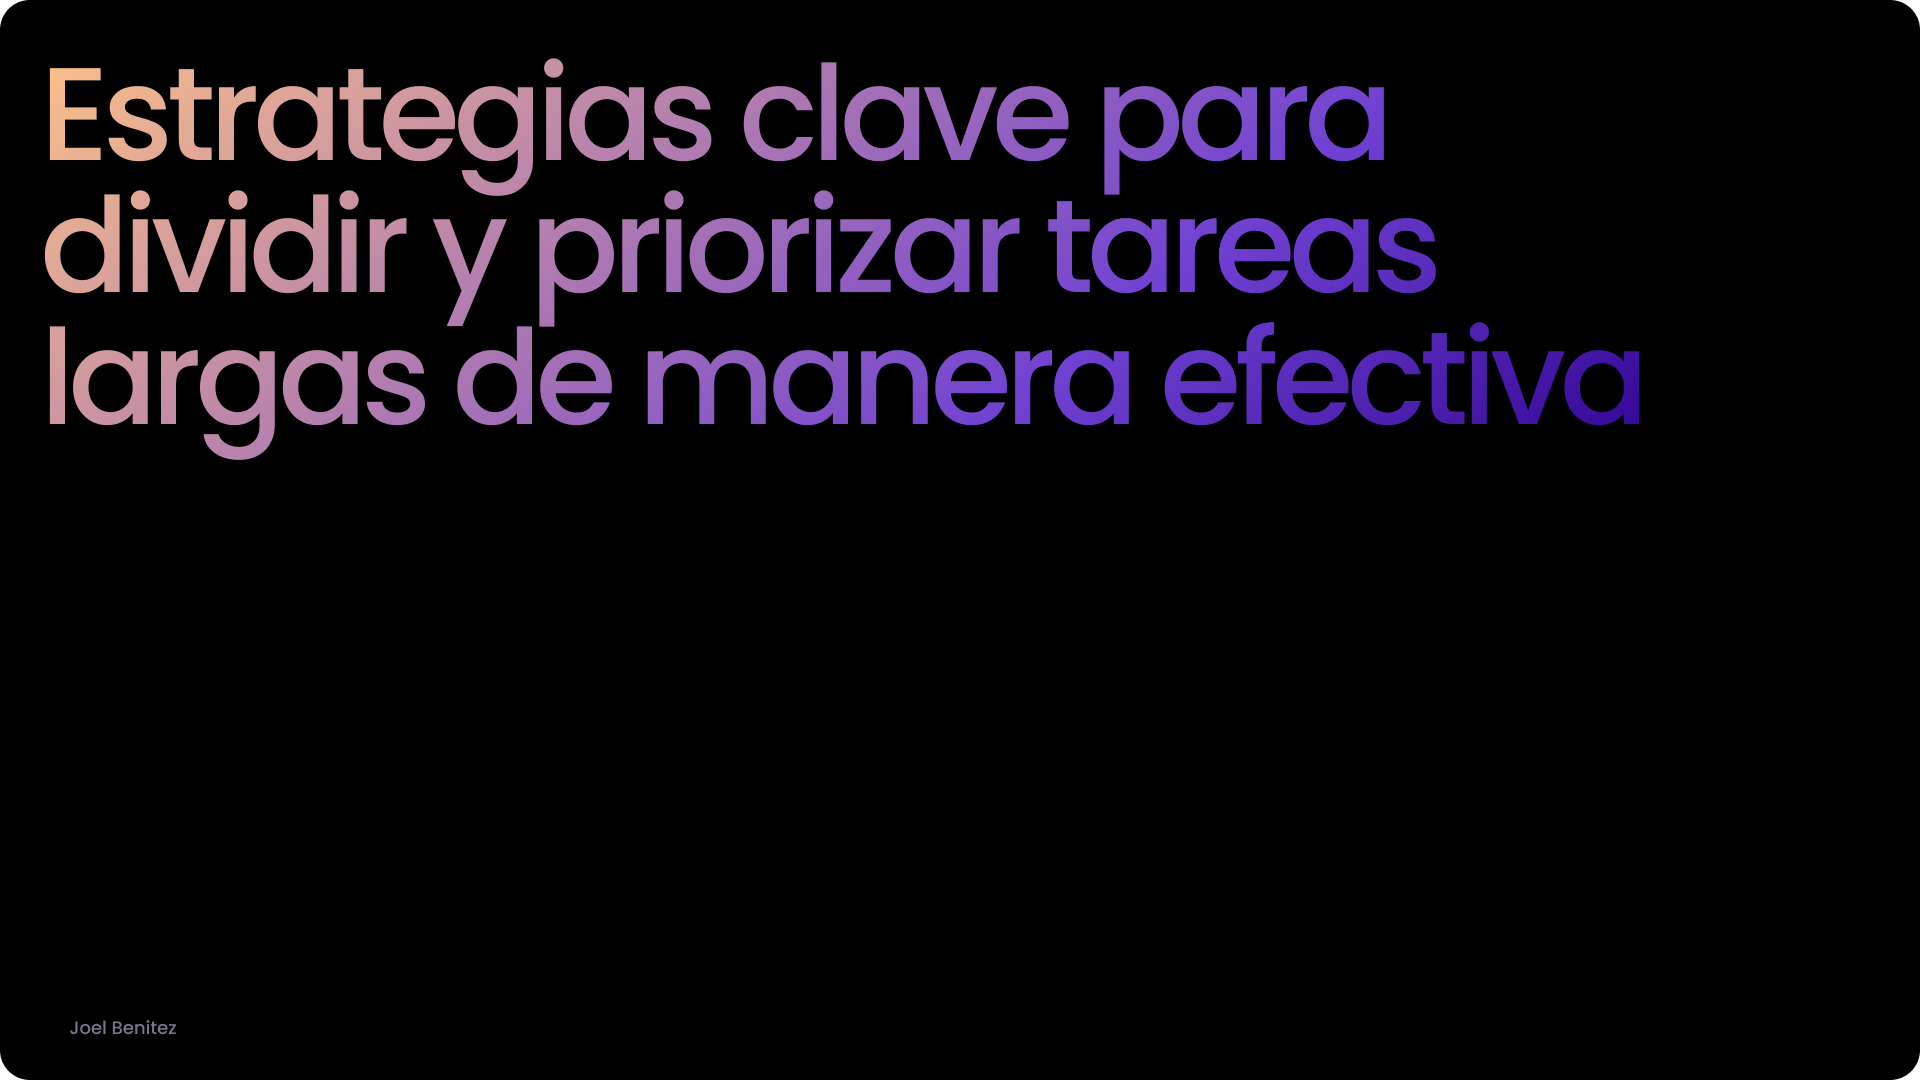 Estrategias clave para
dividir y priorizar tareas
largas de manera efectiva
Joel Benitez